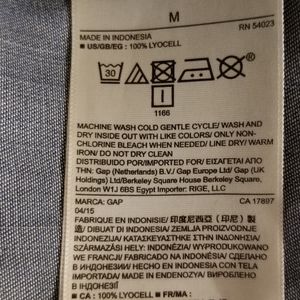 M
RN 54023
MADE IN INDONESIA
■ US/GB/EG : 100% LYOCELL
30
1166
MACHINE WASH COLD GENTLE CYCLE/ WASH AND
DRY INSIDE OUT WITH LIKE COLORS/ ONLY NON-
CHLORINE BLEACH WHEN NEEDED/ LINE DRY/ WARM
IRON/ DO NOT DRY CLEAN
DISTRIBUIDO POR/IMPORTED FOR/ ΕΙΣΑΓΕΤΑΙ ΑΠΟ
ΤΗΝ: Gap (Netherlands) B.V./ Gap Europe Ltd/ Gap (UK
Holdings) Ltd/Berkeley Square House Berkeley Square,
London W1J 6BS Egypt Importer: RIGE, LLC
MARCA: GAP
CA 17897
04/15
FABRIQUE EN INDONISIE/ 印度尼西亞（印尼）製
造/ DIBUAT DI INDONESIA/ ZEMLJA PROIZVODNJE
INDONEZIJA/ ΚΑΤΑΣΚΕΥΑΣΤΗΚΕ ΣΤΗΝ ΙΝΔΟΝΗΣΙΑ/
SZÁRMAZÁSI HELY: INDONÉZIA/ WYPRODUKOWANO
WE FRANCJI/ FABRICADO NA INDONÉSIA/ СДЕЛАНО
В ИНДОНЕЗИИ/
MADE IN INDONESIA CON TELA
IMPORTADA/ MADE IN ENDONEZYA/ ВИРОБЛЕНО
В ІНДОНЕЗІЇ
■ CA : 100% LYOCELL ■ FR/MA :